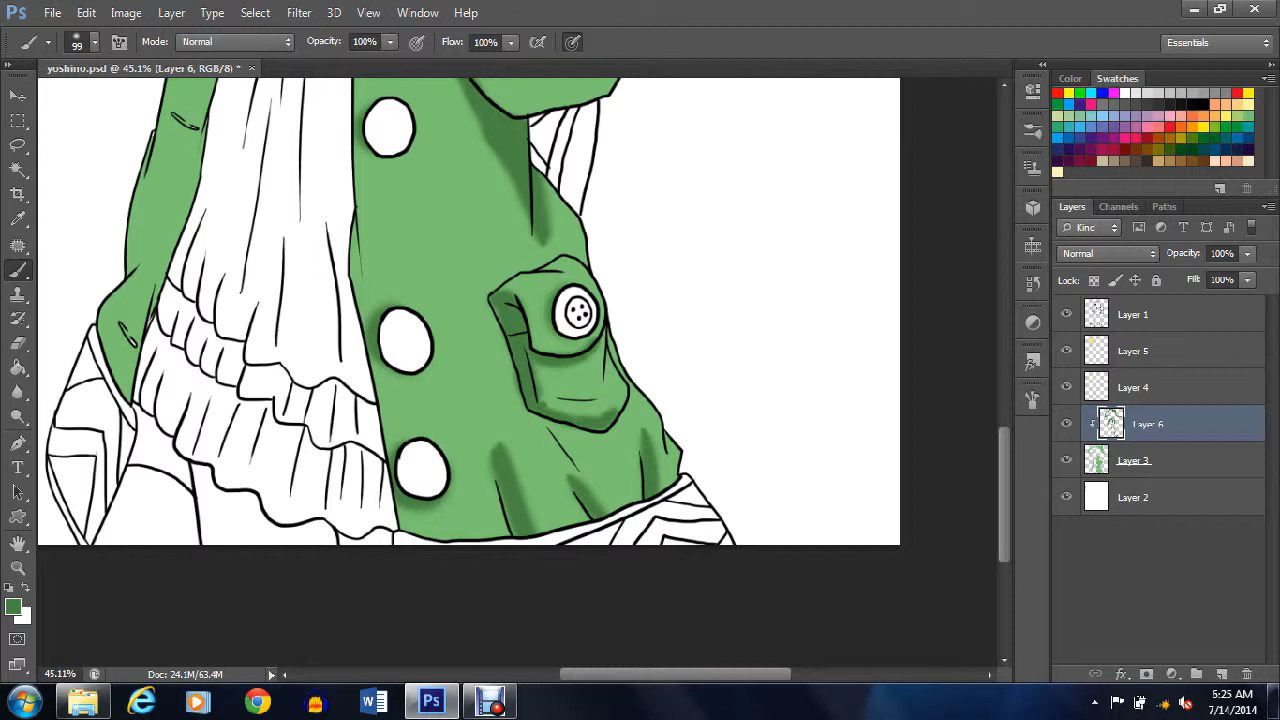 Ps File Edit Image Layer Type Select Filter 3D View Window Help
99 Mode: Normal Opacity: 100% Flow: 100% Essentials
yoshino.psd @ 45.1% (Layer 6, RGB/8) * ×
Color Swatches
Layers Channels Paths
Kind
Normal Opacity: 100%
Lock: Fill: 100%
Layer 1
Layer 5
Layer 4
Layer 6
Layer 3
Layer 2
45.11% Doc: 24.1M/63.4M
5:25 AM
7/14/2014